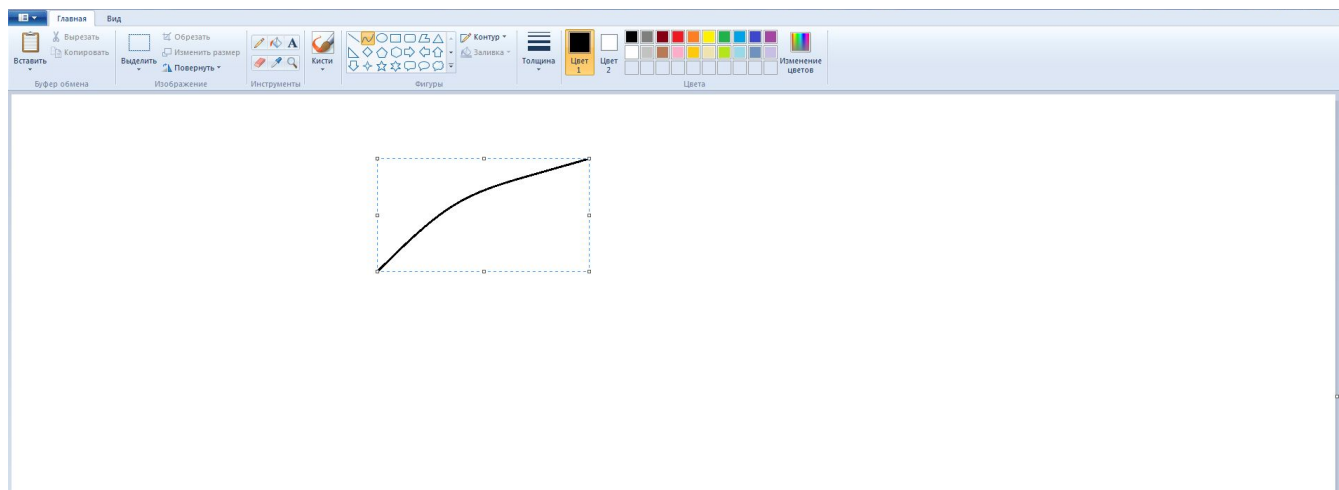 Главная Вид
Вставить
Вырезать
Копировать
Буфер обмена
Выделить
Обрезать
Изменить размер
Повернуть
Изображение
A
Инструменты
Кисти
Контур
Заливка
Фигуры
Толщина
Цвет
1
Цвет
2
Изменение
цветов
Цвета